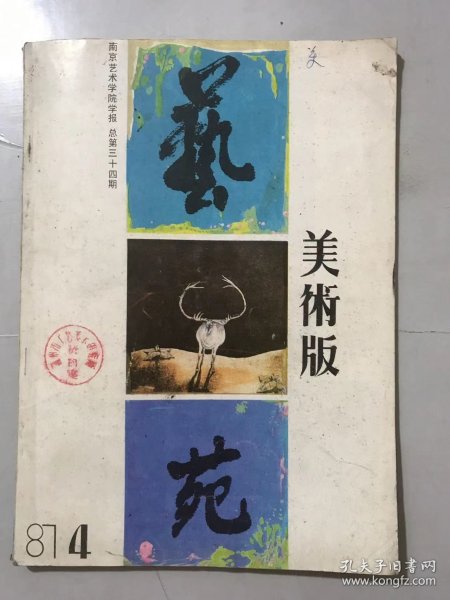 南京艺术学院学报 总第三十四期
藝
苑
美術版
87 4
孔夫子旧书网
www.kongfz.com